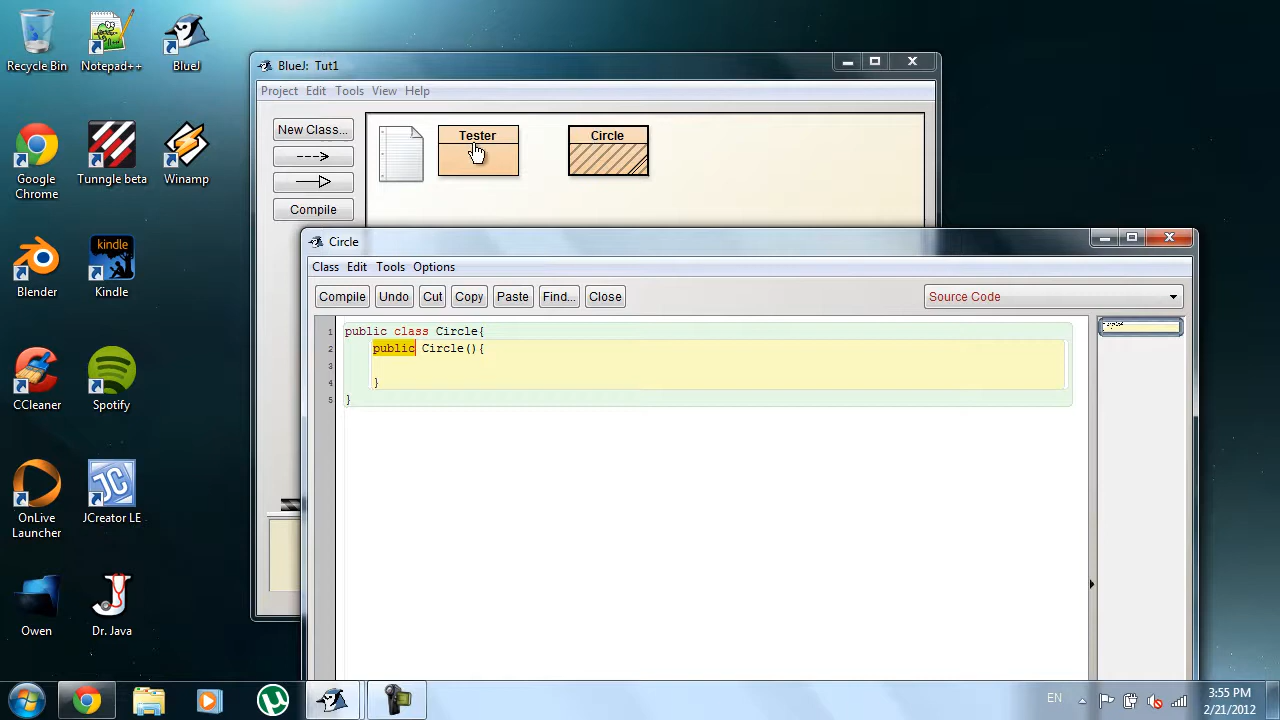 Recycle Bin
Notepad++
BlueJ
Google
Chrome
Tunngle beta
Winamp
Blender
kindle
Kindle
CCleaner
Spotify
OnLive
Launcher
JC
JCreator LE
Owen
Dr. Java
BlueJ: Tut1
Project Edit Tools View Help
New Class...
Compile
Tester
Circle
Circle
Class Edit Tools Options
Compile Undo Cut Copy Paste Find... Close
Source Code
1 public class Circle{
2 public Circle(){
3
4 }
5 }
EN
3:55 PM
2/21/2012